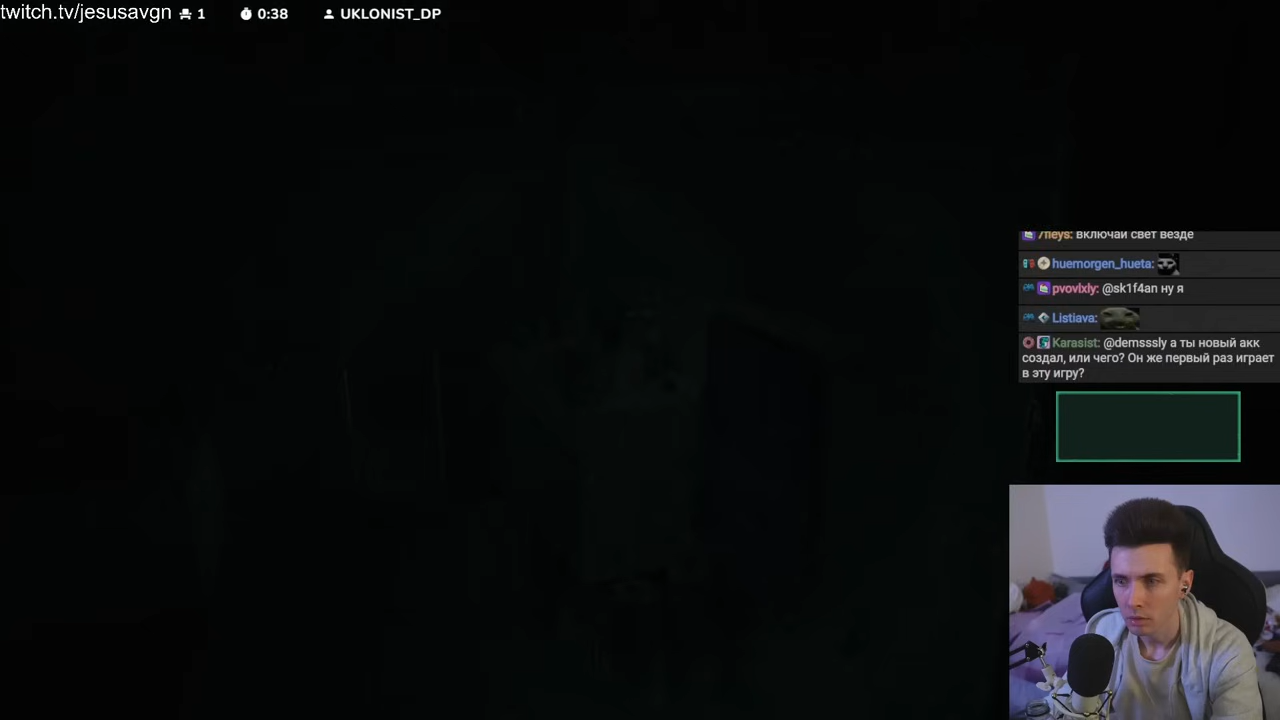 twitch.tv/jesusavgn 1 0:38 UKLONIST_DP
7fleys: включай свет везде
huemorgen_hueta:
pvovlxly: @sk1f4an ну я
Listiava:
Karasist: @demsssly а ты новый акк
создал, или чего? Он же первый раз играет
в эту игру?